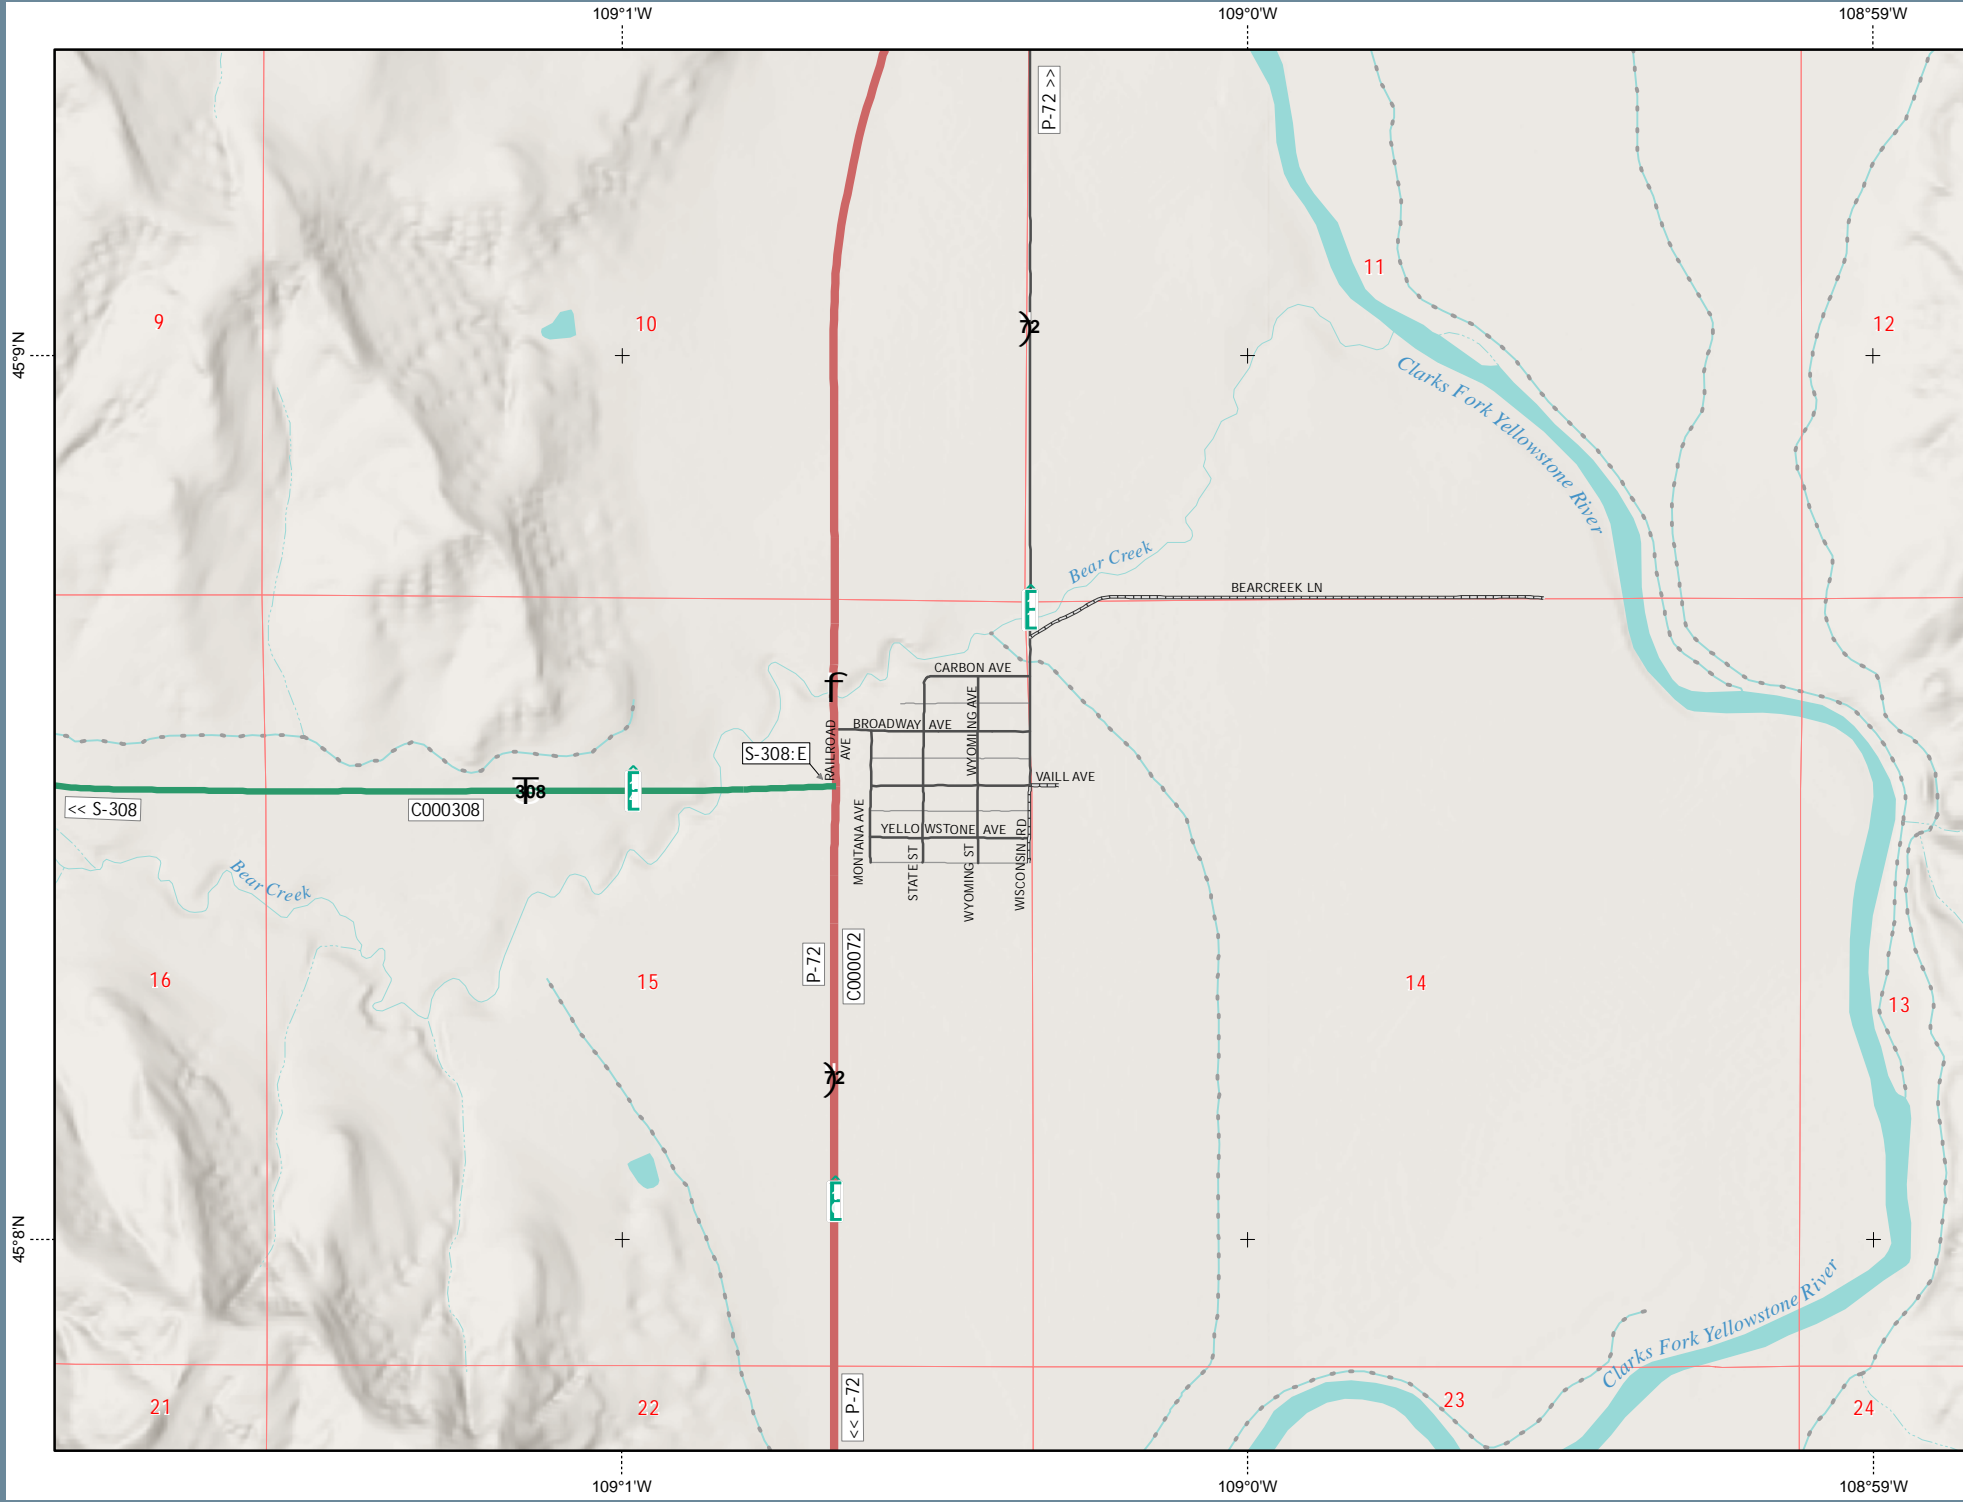 109°1'W
109°0'W
108°59'W
P-72 >>
11
9
10
72
12
45°9'N
Clarks Fork Yellowstone River
Bear Creek
BEARCREEK LN
CARBON AVE
WYOMING AVE
BROADWAY AVE
RAILROAD AVE
S-308:E
VAILL AVE
308
<< S-308
C000308
MONTANA AVE
YELLOWSTONE AVE
STATE ST
WYOMING ST
WISCONSIN RD
Bear Creek
P-72
C000072
16
15
14
13
72
45°8'N
Clarks Fork Yellowstone River
<< P-72
21
22
23
24
109°1'W
109°0'W
108°59'W